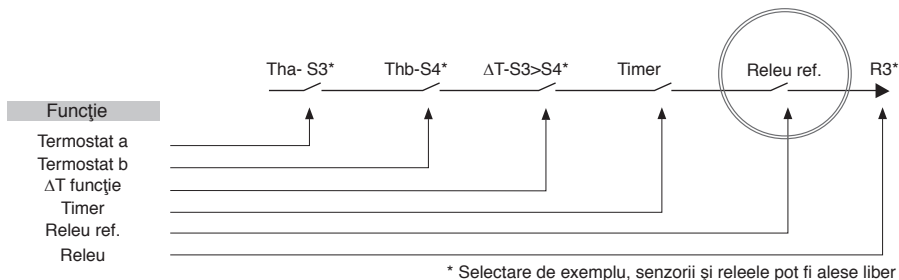 Tha- S3* Thb-S4* ΔT-S3>S4* Timer Releu ref. R3*
Funcţie
Termostat a
Termostat b
ΔT funcţie
Timer
Releu ref.
Releu
* Selectare de exemplu, senzorii şi releele pot fi alese liber